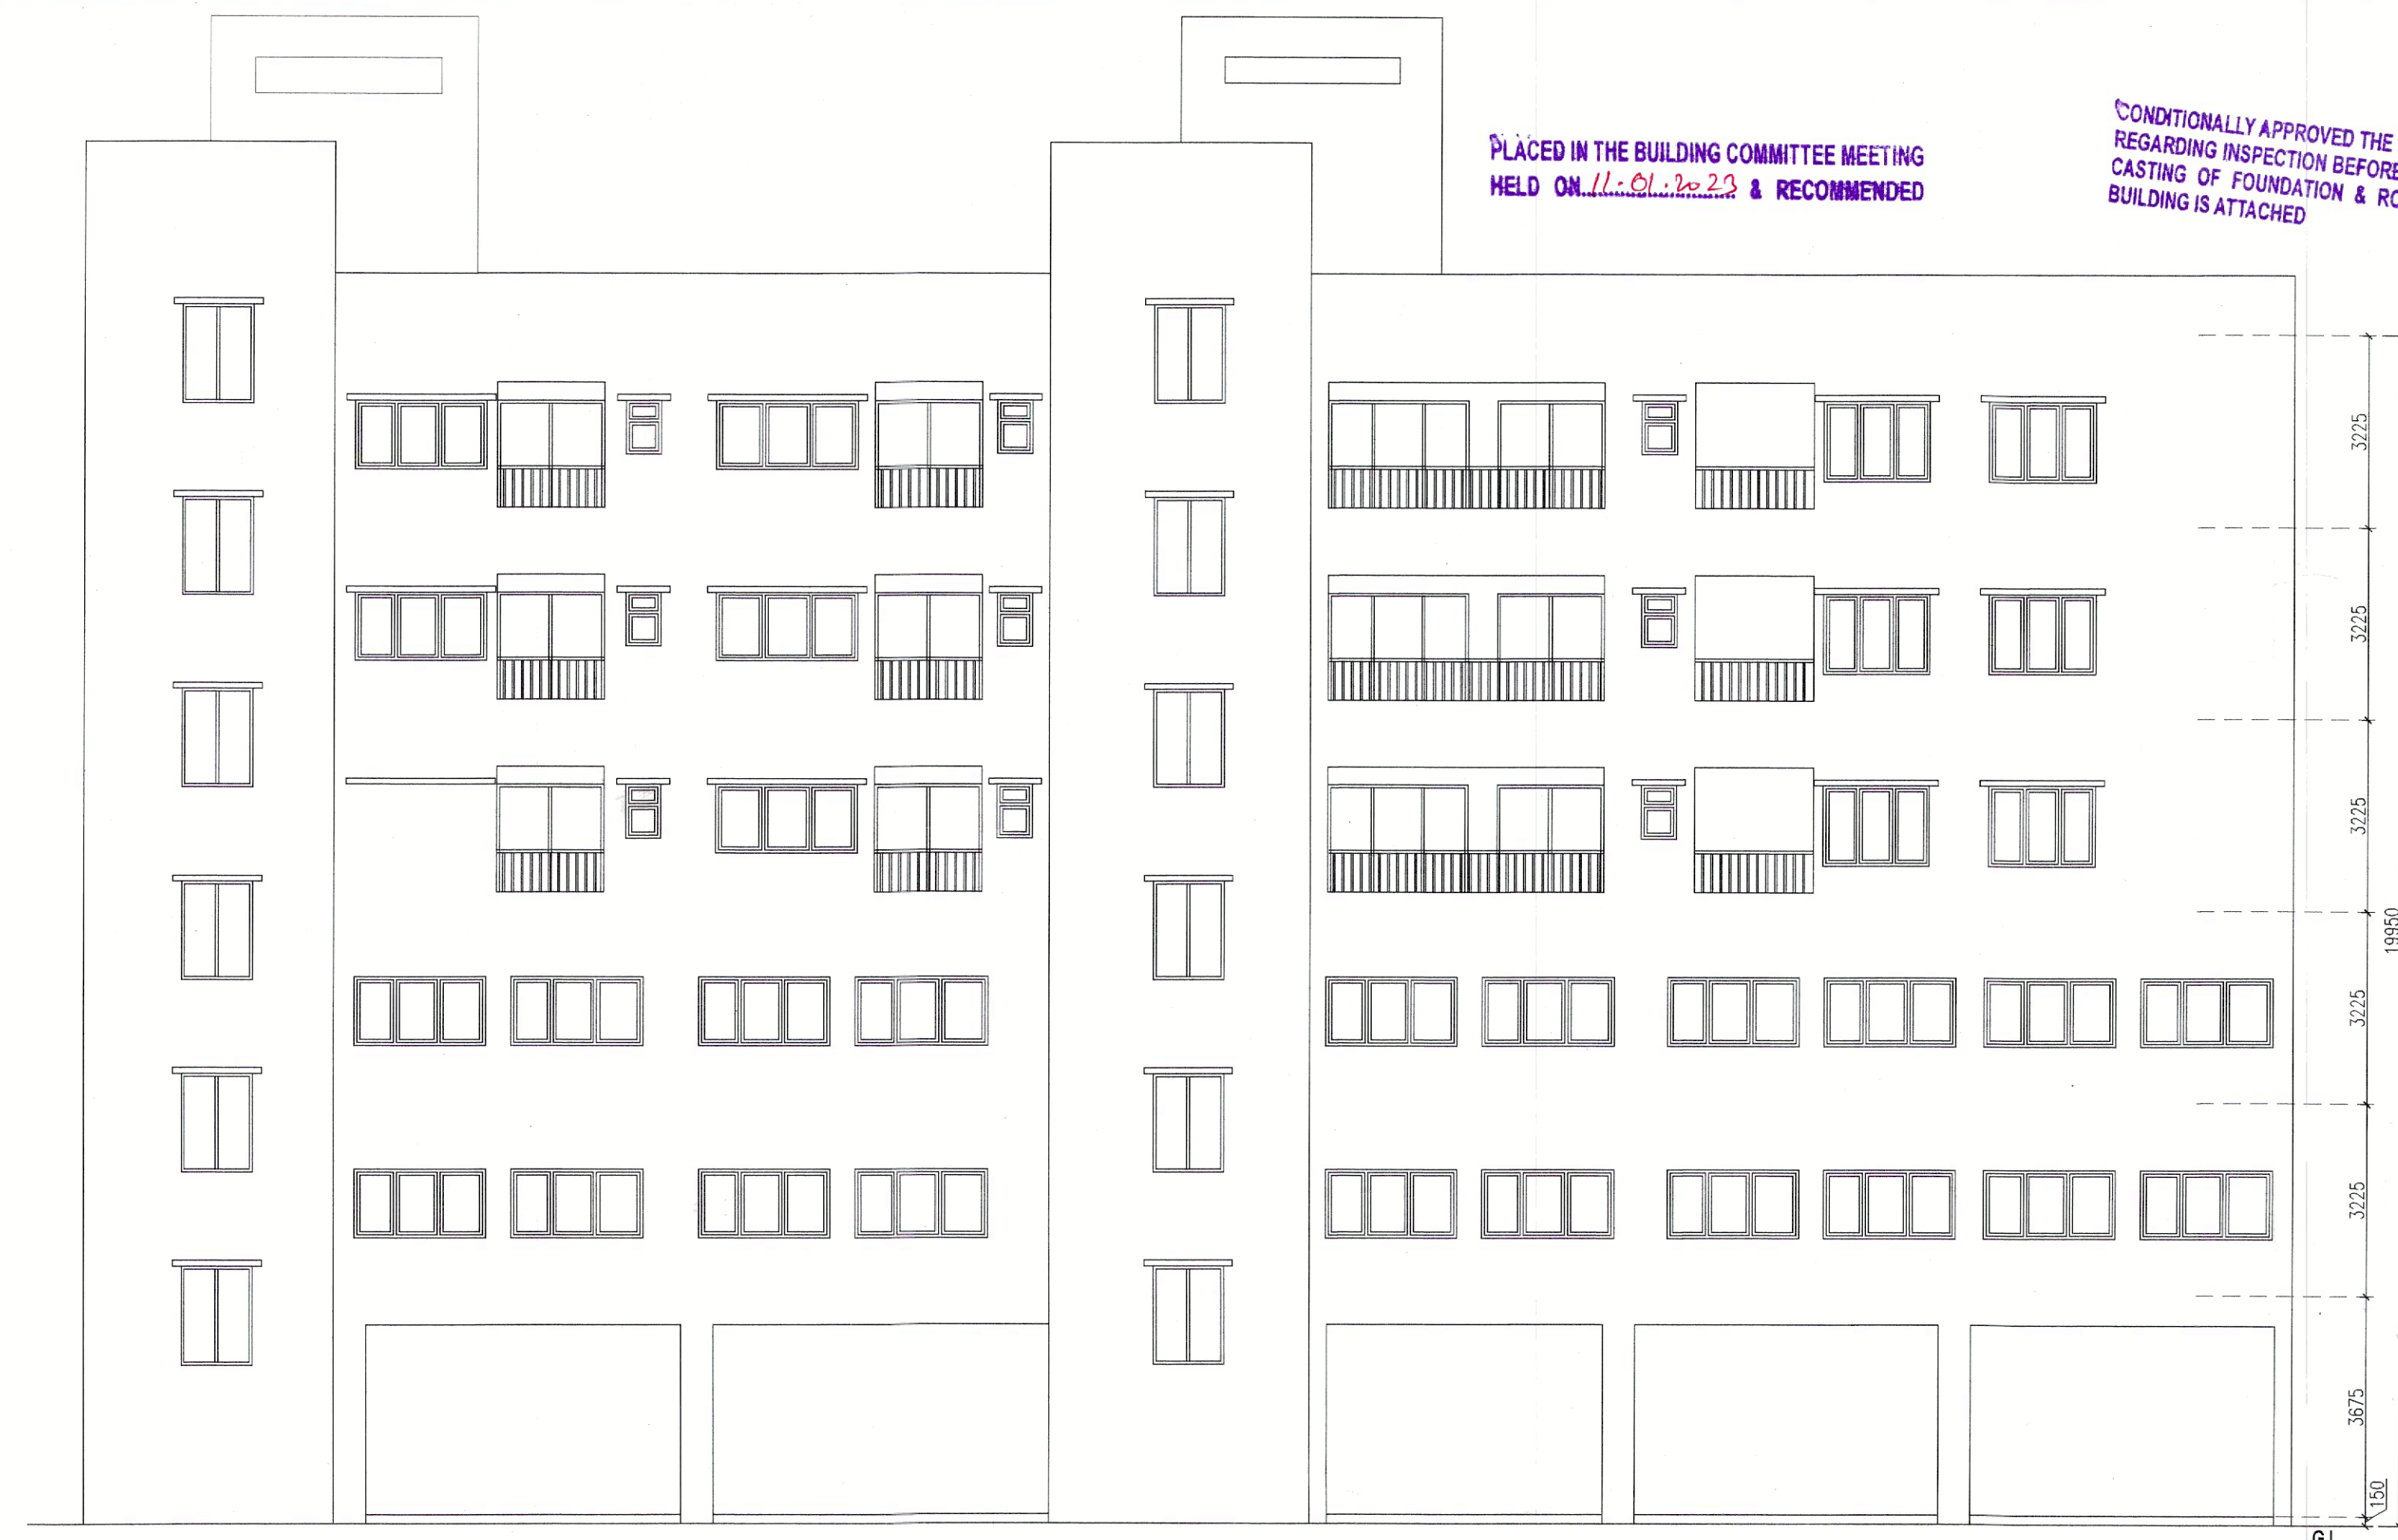 PLACED IN THE BUILDING COMMITTEE MEETING
HELD ON 11.01.2023 & RECOMMENDED
CONDITIONALLY APPROVED THE
REGARDING INSPECTION BEFORE
CASTING OF FOUNDATION &
BUILDING IS ATTACHED
3225
3225
3225
19950
3225
3225
3675
150